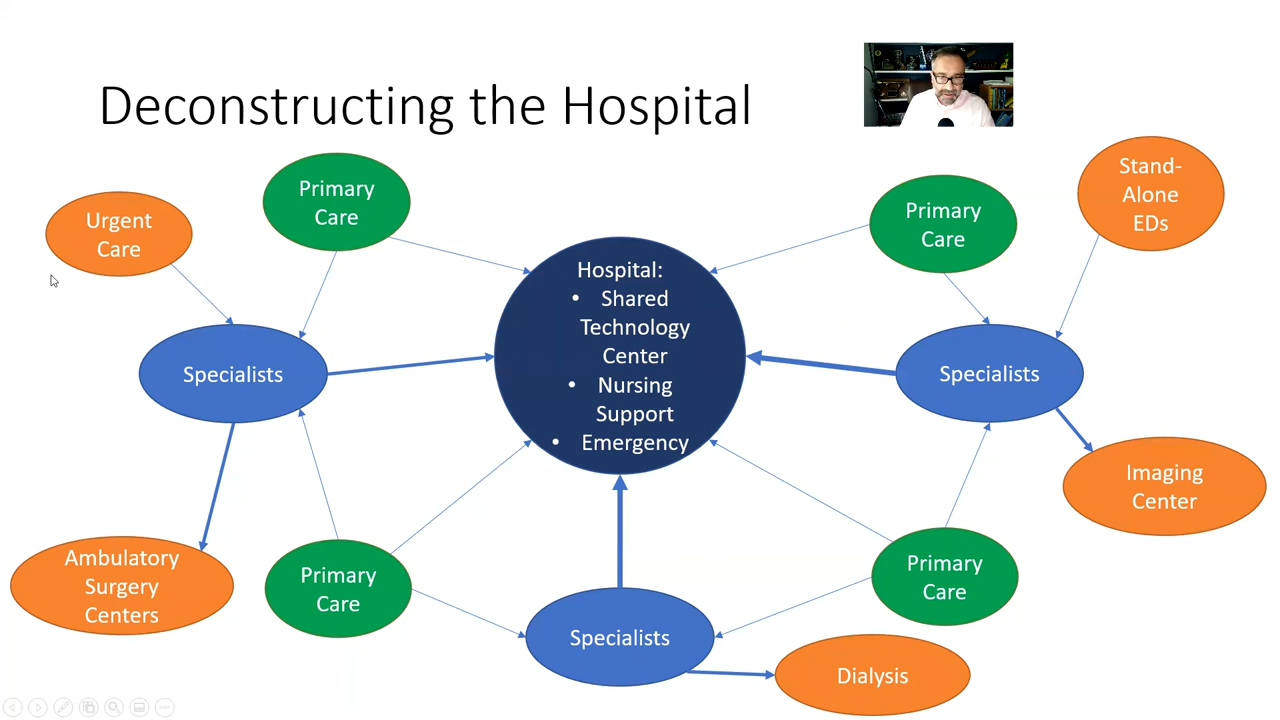 Deconstructing the Hospital
Urgent
Care
Primary
Care
Primary
Care
Stand-
Alone
EDs
Hospital:
• Shared
Technology
Center
• Nursing
Support
• Emergency
Specialists
Specialists
Imaging
Center
Ambulatory
Surgery
Centers
Primary
Care
Primary
Care
Specialists
Dialysis